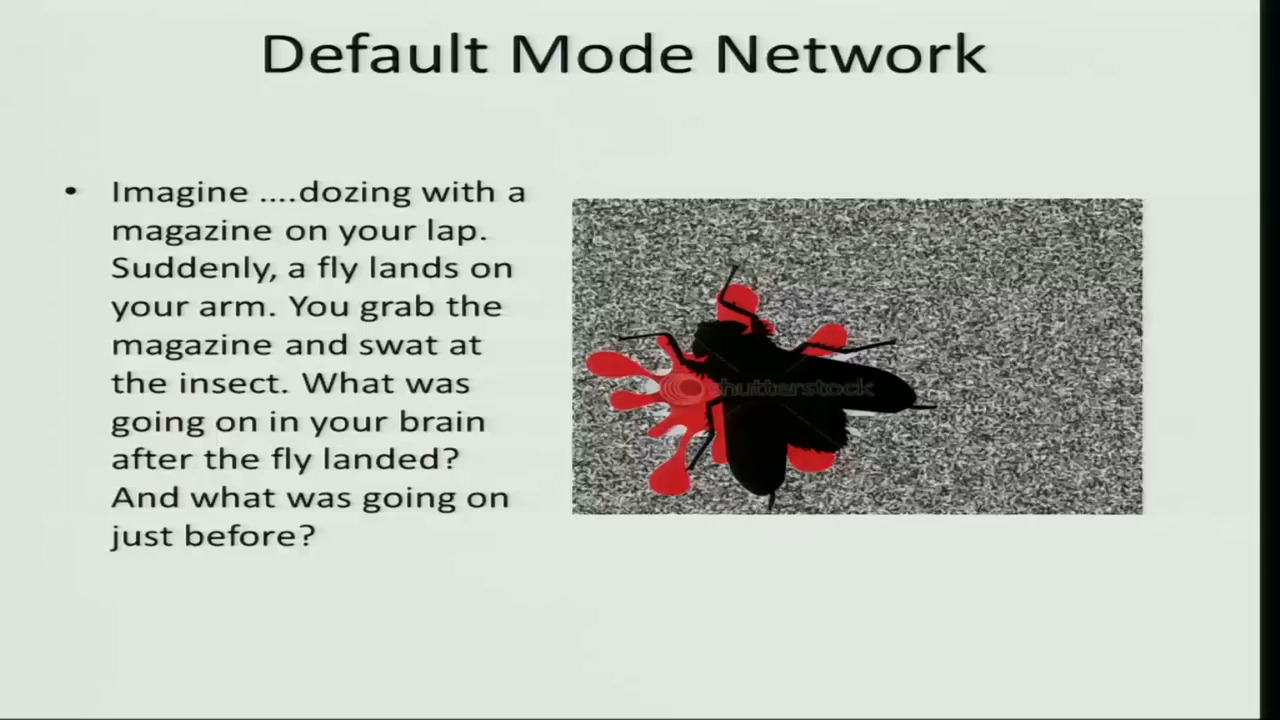 Default Mode Network
• Imagine ....dozing with a
magazine on your lap.
Suddenly, a fly lands on
your arm. You grab the
magazine and swat at
the insect. What was
going on in your brain
after the fly landed?
And what was going on
just before?
shutterstock